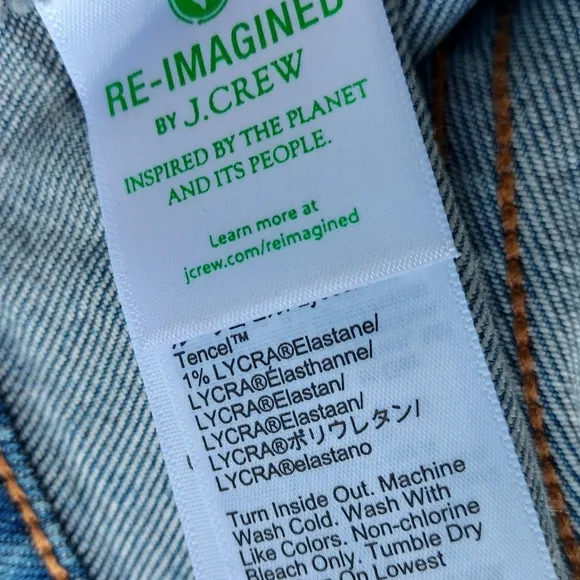 RE-IMAGINED
BY J.CREW
INSPIRED BY THE PLANET
AND ITS PEOPLE.
Learn more at
jcrew.com/reimagined
Tencel™
1% LYCRA®Elastane/
LYCRA®Élasthanne/
LYCRA®Elastan/
LYCRA®Elastaan/
LYCRA®ポリウレタン/
LYCRA®elastano
Turn Inside Out. Machine
Wash Cold. Wash With
Like Colors. Non-chlorine
Bleach Only. Tumble Dry
On Lowest